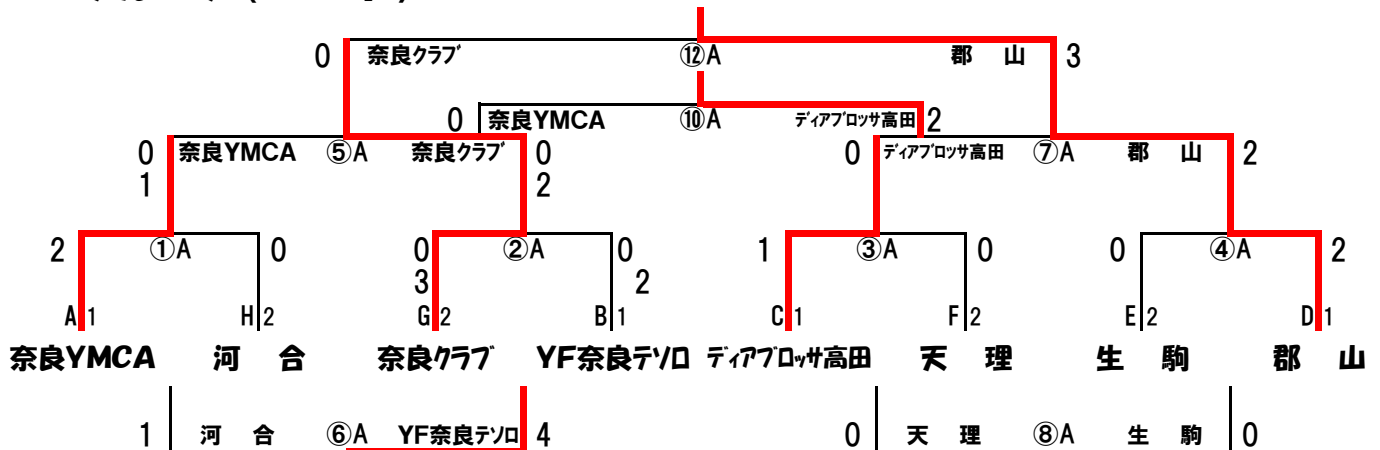 0 奈良クラブ ⑫A 郡 山 3
0 奈良YMCA ⑩A ディアブロッサ高田 2
0 奈良YMCA ⑤A 奈良クラブ 0 0 ディアブロッサ高田 ⑦A 郡 山 2
1 2
2 ①A 0 0 ②A 0 1 ③A 0 0 ④A 2
3 2
A 1 H 2 G 2 B 1 C 1 F 2 E 2 D 1
奈良YMCA 河 合 奈良クラブ YF奈良テソロ ディアブロッサ高田 天 理 生 駒 郡 山
1 河 合 ⑥A YF奈良テソロ 4 0 天 理 ⑧A 生 駒 0